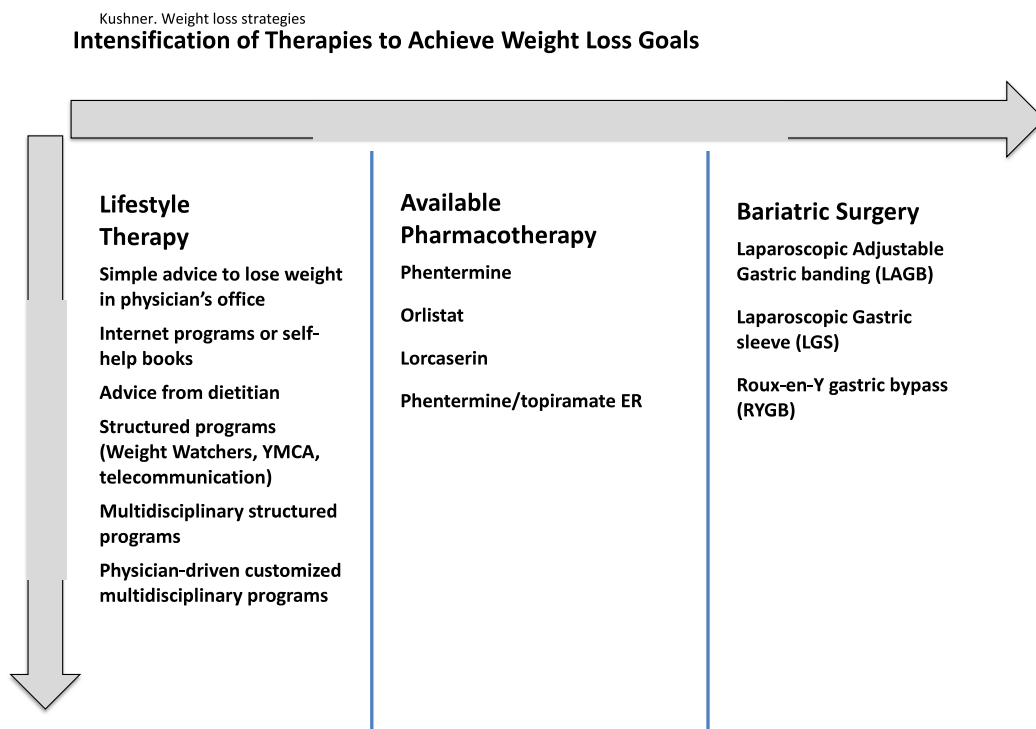 Kushner. Weight loss strategies
Intensification of Therapies to Achieve Weight Loss Goals
Lifestyle
Therapy
Simple advice to lose weight
in physician’s office
Internet programs or self-
help books
Advice from dietitian
Structured programs
(Weight Watchers, YMCA,
telecommunication)
Multidisciplinary structured
programs
Physician-driven customized
multidisciplinary programs
Available
Pharmacotherapy
Phentermine
Orlistat
Lorcaserin
Phentermine/topiramate ER
Bariatric Surgery
Laparoscopic Adjustable
Gastric banding (LAGB)
Laparoscopic Gastric
sleeve (LGS)
Roux-en-Y gastric bypass
(RYGB)